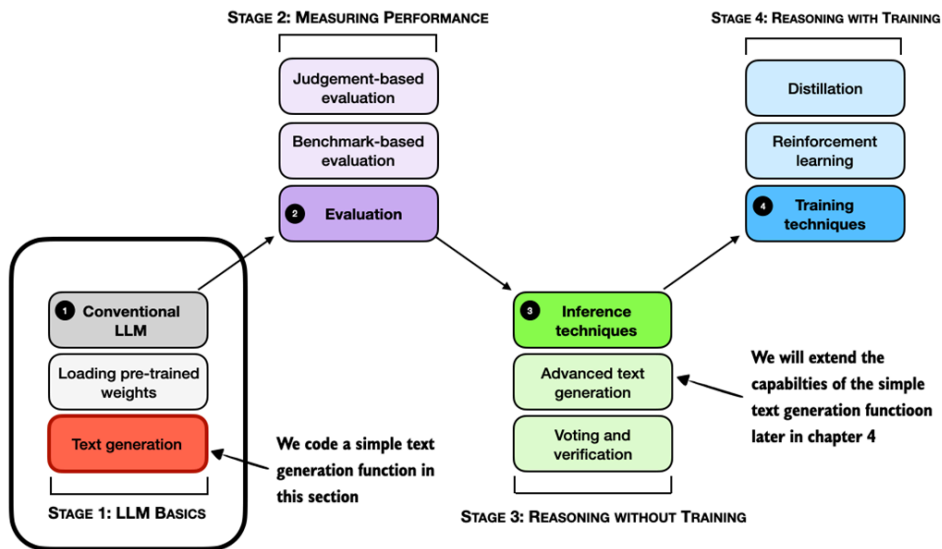 STAGE 2: MEASURING PERFORMANCE
Judgement-based
evaluation
Benchmark-based
evaluation
2 Evaluation
STAGE 4: REASONING WITH TRAINING
Distillation
Reinforcement
learning
4 Training
techniques
1 Conventional
LLM
Loading pre-trained
weights
Text generation
STAGE 1: LLM BASICS
We code a simple text
generation function in
this section
3 Inference
techniques
Advanced text
generation
Voting and
verification
STAGE 3: REASONING WITHOUT TRAINING
We will extend the
capabilties of the simple
text generation functioon
later in chapter 4